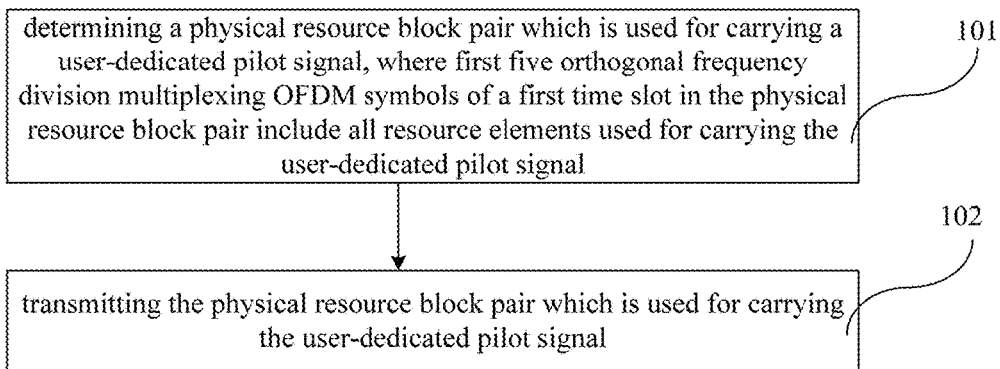 determining a physical resource block pair which is used for carrying a
user-dedicated pilot signal, where first five orthogonal frequency
division multiplexing OFDM symbols of a first time slot in the physical
resource block pair include all resource elements used for carrying the
user-dedicated pilot signal
101
transmitting the physical resource block pair which is used for carrying
the user-dedicated pilot signal
102